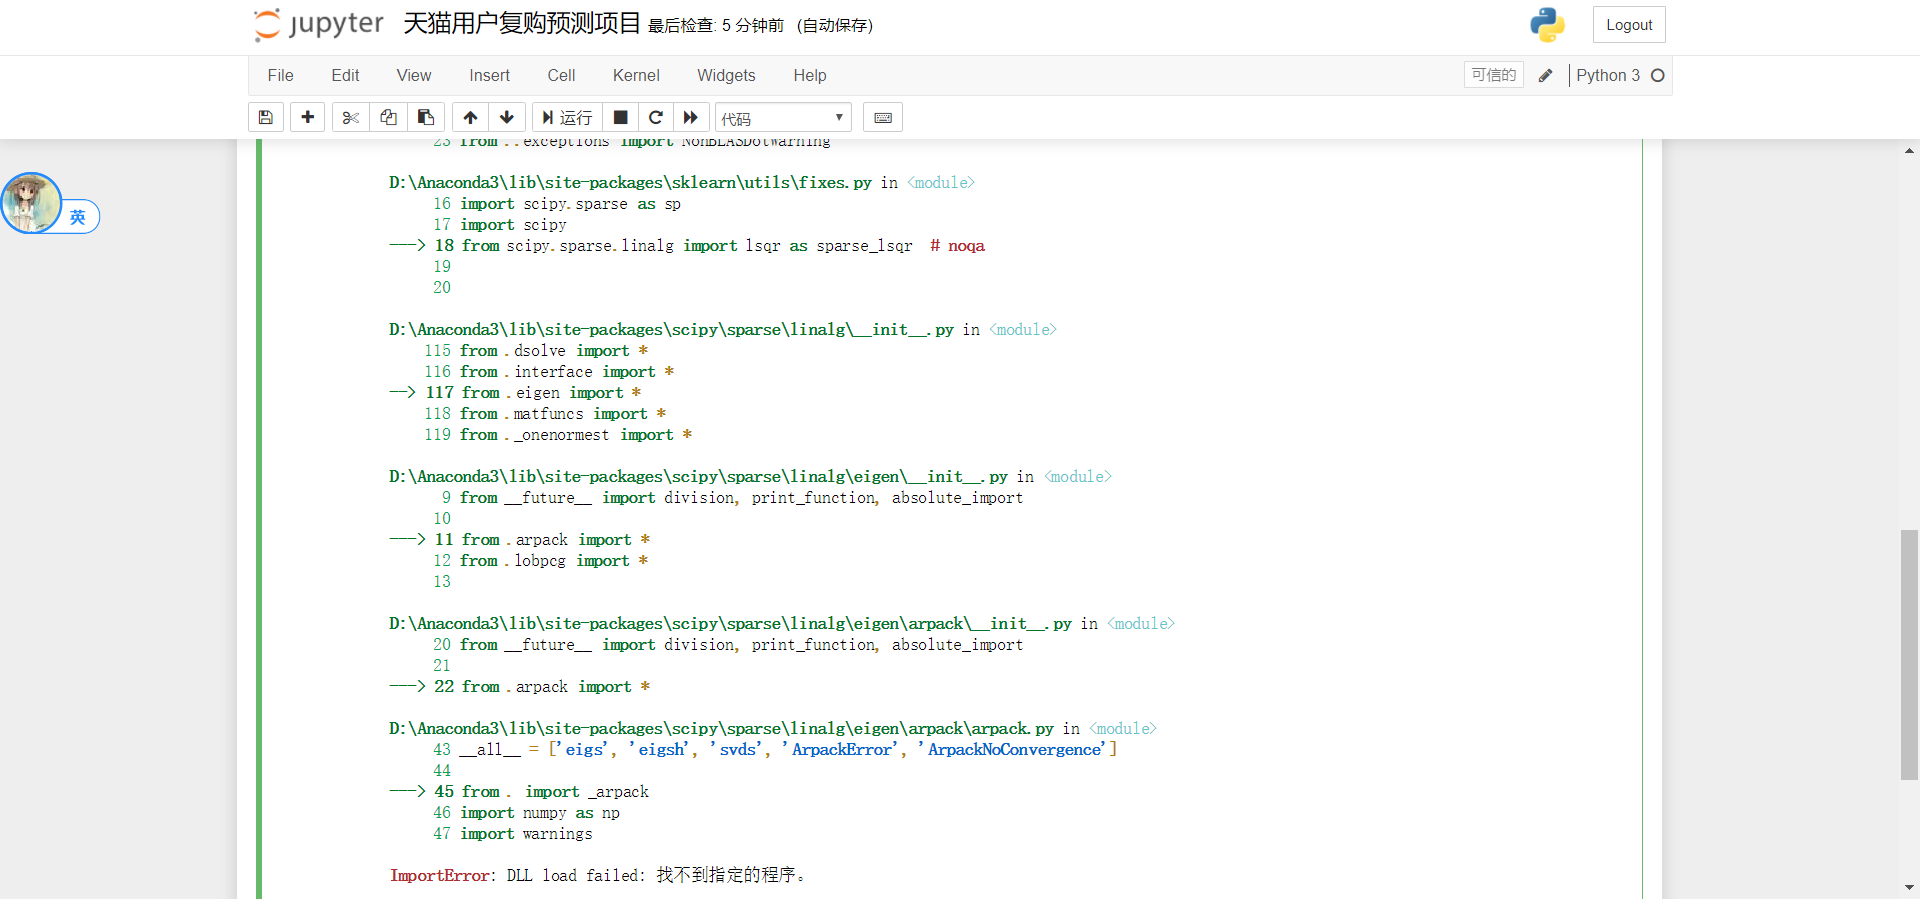 jupyter 天猫用户复购预测项目 最后检查: 5 分钟前 (自动保存) Logout
File Edit View Insert Cell Kernel Widgets Help 可信的 Python 3
运行 代码
23 from ..exceptions import NonBLASDotWarning
英
D:\Anaconda3\lib\site-packages\sklearn\utils\fixes.py in <module>
16 import scipy.sparse as sp
17 import scipy
---> 18 from scipy.sparse.linalg import lsqr as sparse_lsqr  # noqa
19
20
D:\Anaconda3\lib\site-packages\scipy\sparse\linalg\__init__.py in <module>
115 from .dsolve import *
116 from .interface import *
--> 117 from .eigen import *
118 from .matfuncs import *
119 from ._onenormest import *
D:\Anaconda3\lib\site-packages\scipy\sparse\linalg\eigen\__init__.py in <module>
9 from __future__ import division, print_function, absolute_import
10
---> 11 from .arpack import *
12 from .lobpcg import *
13
D:\Anaconda3\lib\site-packages\scipy\sparse\linalg\eigen\arpack\__init__.py in <module>
20 from __future__ import division, print_function, absolute_import
21
---> 22 from .arpack import *
D:\Anaconda3\lib\site-packages\scipy\sparse\linalg\eigen\arpack\arpack.py in <module>
43 __all__ = ['eigs', 'eigsh', 'svds', 'ArpackError', 'ArpackNoConvergence']
44
---> 45 from . import _arpack
46 import numpy as np
47 import warnings
ImportError: DLL load failed: 找不到指定的程序。